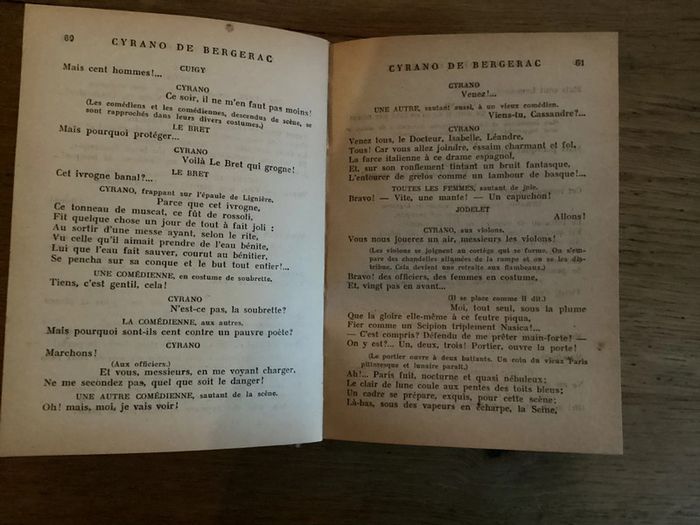 60
CYRANO DE BERGERAC
CUIGY
Mais cent hommes!...
CYRANO
Ce soir, il ne m'en faut pas moins!
(Les comédiens et les comédiennes, descendus de scène, se
sont rapprochés dans leurs divers costumes.)
LE BRET
Mais pourquoi protéger...
CYRANO
Voilà Le Bret qui grogne!
LE BRET
Cet ivrogne banal?...
CYRANO, frappant sur l'épaule de Lignière.
Parce que cet ivrogne,
Ce tonneau de muscat, ce fût de rossoli,
Fit quelque chose un jour de tout à fait joli :
Au sortir d'une messe ayant, selon le rite,
Vu celle qu'il aimait prendre de l'eau bénite,
Lui que l'eau fait sauver, courut au bénitier,
Se pencha sur sa conque et le but tout entier!...
UNE COMÉDIENNE, en costume de soubrette.
Tiens, c'est gentil, cela!
CYRANO
N'est-ce pas, la soubrette?
LA COMÉDIENNE, aux autres.
Mais pourquoi sont-ils cent contre un pauvre poète?
CYRANO
Marchons!
(Aux officiers.)
Et vous, messieurs, en me voyant charger,
Ne me secondez pas, quel que soit le danger!
UNE AUTRE COMÉDIENNE, sautant de la scène.
Oh! mais, moi, je vais voir!
CYRANO DE BERGERAC
61
CYRANO
Venez!...
UNE AUTRE, sautant aussi, à un vieux comédien.
Viens-tu, Cassandre?...
CYRANO
Venez tous, le Docteur, Isabelle, Léandre,
Tous! Car vous allez joindre, essaim charmant et fol,
La farce italienne à ce drame espagnol,
Et, sur son ronflement tintant un bruit fantasque,
L'entourer de grelots comme un tambour de basque!...
TOUTES LES FEMMES, sautant de joie.
Bravo! — Vite, une mante! — Un capuchon!
JODELET
Allons!
CYRANO, aux violons.
Vous nous jouerez un air, messieurs les violons!
(Les violons se joignent au cortège qui se forme. On s'em-
pare des chandelles allumées de la rampe et on se les dis-
tribue. Cela devient une retraite aux flambeaux.)
Bravo! des officiers, des femmes en costume,
Et, vingt pas en avant...
(Il se place comme il dit.)
Moi, tout seul, sous la plume
Que la gloire elle-même à ce feutre piqua,
Fier comme un Scipion triplement Nasica!...
— C'est compris? Défendu de me prêter main-forte! —
On y est?... Un, deux, trois! Portier, ouvre la porte!
(Le portier ouvre à deux battants. Un coin du vieux Paris
pittoresque et lunaire paraît.)
Ah!... Paris fuit, nocturne et quasi nébuleux;
Le clair de lune coule aux pentes des toits bleus;
Un cadre se prépare, exquis, pour cette scène;
Là-bas, sous des vapeurs en écharpe, la Seine,